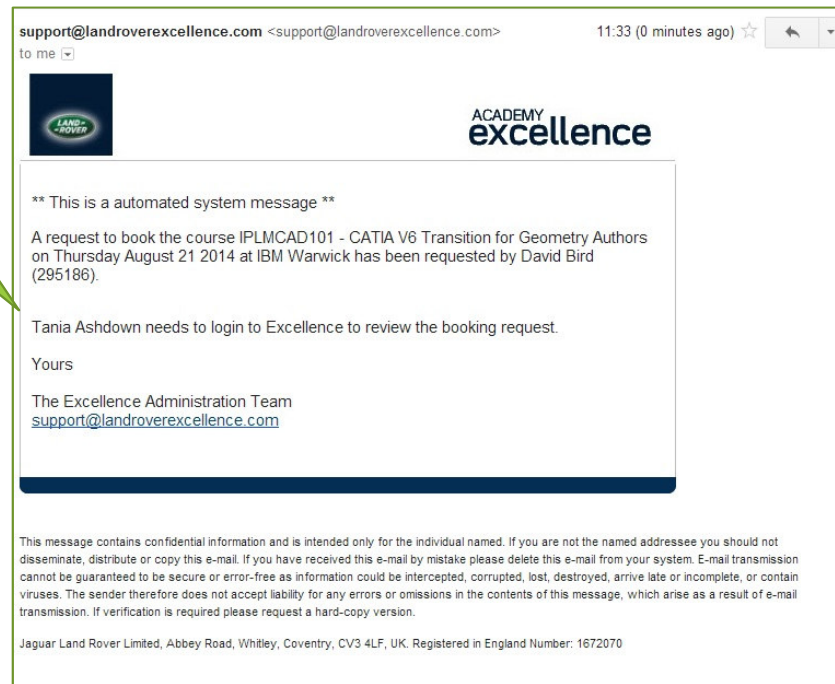 support@landroverexcellence.com <support@landroverexcellence.com> 11:33 (0 minutes ago)
to me
LAND-
-ROVER
ACADEMY
excellence
** This is a automated system message **
A request to book the course IPLMCAD101 - CATIA V6 Transition for Geometry Authors
on Thursday August 21 2014 at IBM Warwick has been requested by David Bird
(295186).
Tania Ashdown needs to login to Excellence to review the booking request.
Yours
The Excellence Administration Team
support@landroverexcellence.com
This message contains confidential information and is intended only for the individual named. If you are not the named addressee you should not
disseminate, distribute or copy this e-mail. If you have received this e-mail by mistake please delete this e-mail from your system. E-mail transmission
cannot be guaranteed to be secure or error-free as information could be intercepted, corrupted, lost, destroyed, arrive late or incomplete, or contain
viruses. The sender therefore does not accept liability for any errors or omissions in the contents of this message, which arise as a result of e-mail
transmission. If verification is required please request a hard-copy version.
Jaguar Land Rover Limited, Abbey Road, Whitley, Coventry, CV3 4LF, UK. Registered in England Number: 1672070